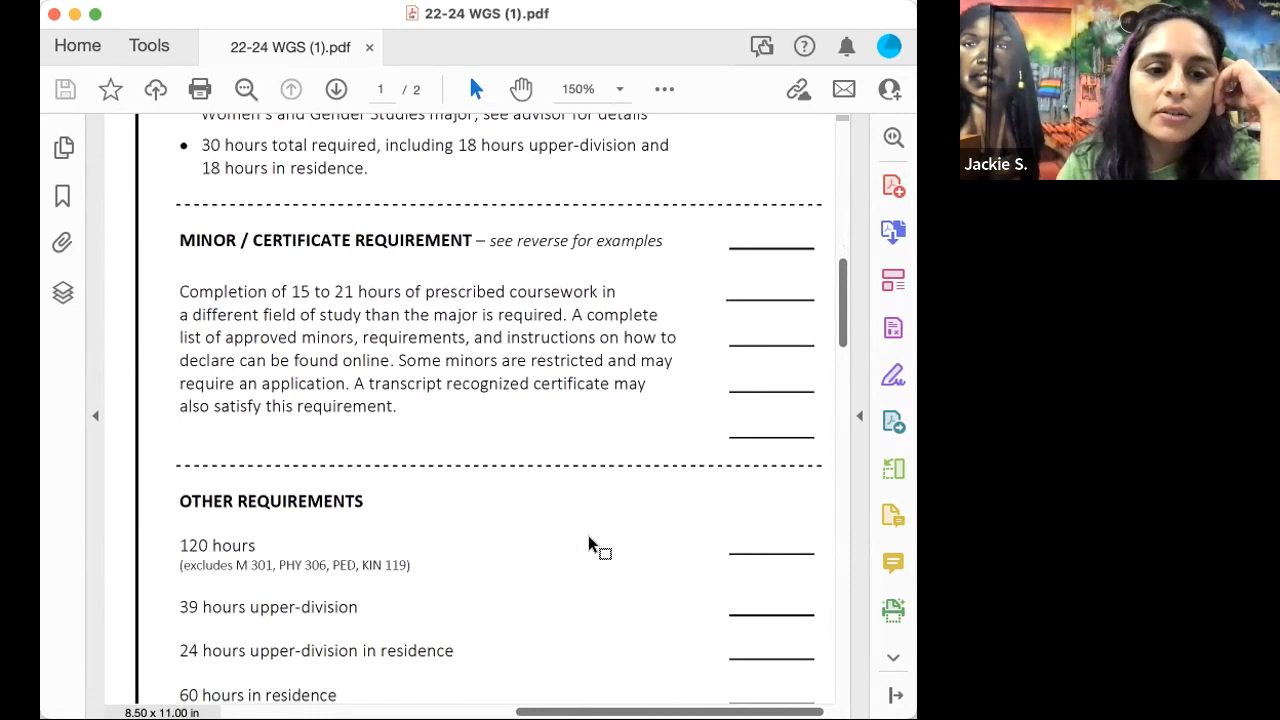 22-24 WGS (1).pdf
Home Tools 22-24 WGS (1).pdf ×
1 / 2 150%
Women's and Gender Studies major, see advisor for details
• 30 hours total required, including 18 hours upper-division and
18 hours in residence.
MINOR / CERTIFICATE REQUIREMENT – see reverse for examples
Completion of 15 to 21 hours of prescribed coursework in
a different field of study than the major is required. A complete
list of approved minors, requirements, and instructions on how to
declare can be found online. Some minors are restricted and may
require an application. A transcript recognized certificate may
also satisfy this requirement.
OTHER REQUIREMENTS
120 hours
(excludes M 301, PHY 306, PED, KIN 119)
39 hours upper-division
24 hours upper-division in residence
60 hours in residence
8.50 x 11.00 in
Jackie S.